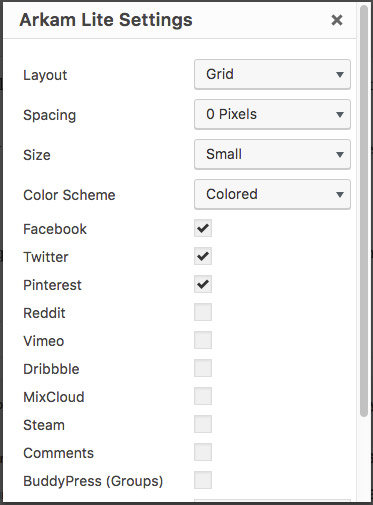 Arkam Lite Settings
Layout Grid
Spacing 0 Pixels
Size Small
Color Scheme Colored
Facebook
Twitter
Pinterest
Reddit
Vimeo
Dribbble
MixCloud
Steam
Comments
BuddyPress (Groups)